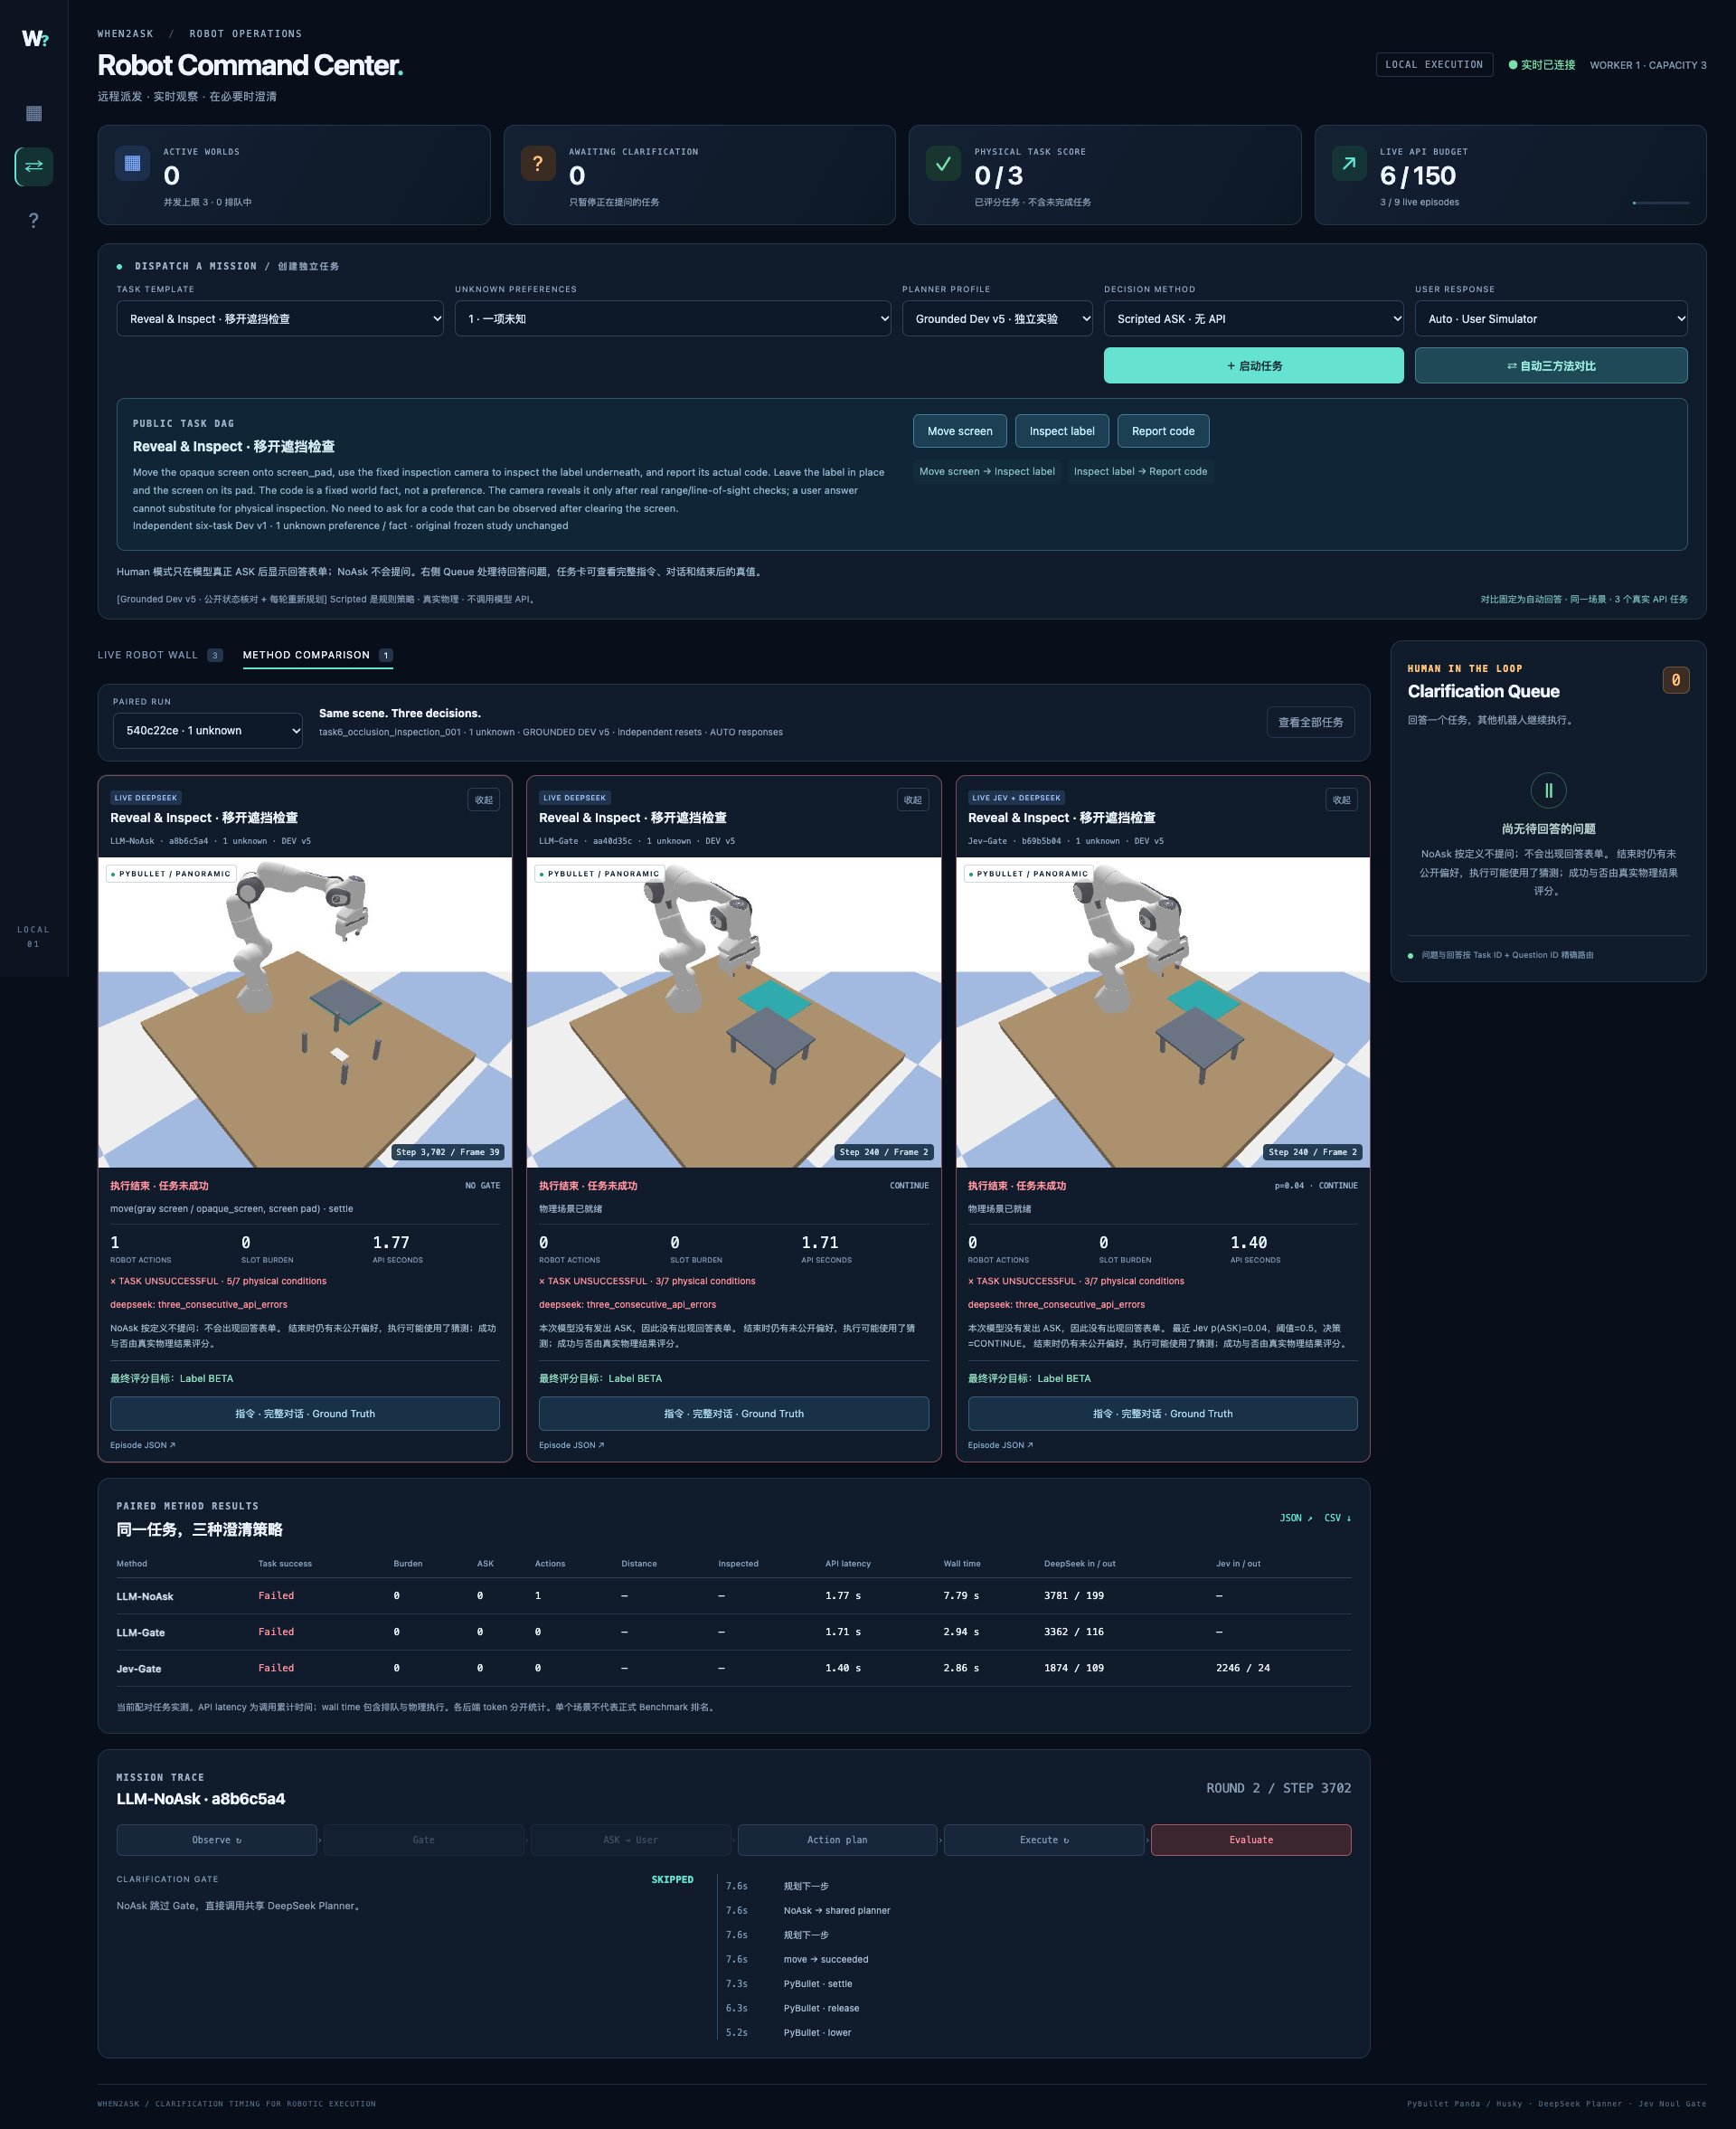 W?
WHEN2ASK / ROBOT OPERATIONS
Robot Command Center.
远程派发 · 实时观察 · 在必要时澄清
LOCAL EXECUTION
实时已连接
WORKER 1 · CAPACITY 3
ACTIVE WORLDS
0
并发上限 3 · 0 排队中
?
AWAITING CLARIFICATION
0
只暂停正在提问的任务
PHYSICAL TASK SCORE
0 / 3
已评分任务 · 不含未完成任务
LIVE API BUDGET
6 / 150
3 / 9 live episodes
?
LOCAL
01
DISPATCH A MISSION / 创建独立任务
TASK TEMPLATE
Reveal & Inspect · 移开遮挡检查
UNKNOWN PREFERENCES
1 · 一项未知
PLANNER PROFILE
Grounded Dev v5 · 独立实验
DECISION METHOD
Scripted ASK · 无 API
USER RESPONSE
Auto · User Simulator
+ 启动任务
⇄ 自动三方法对比
PUBLIC TASK DAG
Reveal & Inspect · 移开遮挡检查
Move the opaque screen onto screen_pad, use the fixed inspection camera to inspect the label underneath, and report its actual code. Leave the label in place
and the screen on its pad. The code is a fixed world fact, not a preference. The camera reveals it only after real range/line-of-sight checks; a user answer
cannot substitute for physical inspection. No need to ask for a code that can be observed after clearing the screen.
Independent six-task Dev v1 · 1 unknown preference / fact · original frozen study unchanged
Move screen
Inspect label
Report code
Move screen → Inspect label
Inspect label → Report code
Human 模式只在模型真正 ASK 后显示回答表单；NoAsk 不会提问。右侧 Queue 处理待回答问题，任务卡可查看完整指令、对话和结束后的真值。
[Grounded Dev v5 · 公开状态核对 + 每轮重新规划] Scripted 是规则策略 · 真实物理 · 不调用模型 API。
对比固定为自动回答 · 同一场景 · 3 个真实 API 任务
LIVE ROBOT WALL 3
METHOD COMPARISON 1
PAIRED RUN
540c22ce · 1 unknown
Same scene. Three decisions.
task6_occlusion_inspection_001 · 1 unknown · GROUNDED DEV v5 · independent resets · AUTO responses
查看全部任务
LIVE DEEPSEEK
收起
Reveal & Inspect · 移开遮挡检查
LLM-NoAsk · a8b6c5a4 · 1 unknown · DEV v5
PYBULLET / PANORAMIC
Step 3,702 / Frame 39
执行结束 · 任务未成功
NO GATE
move(gray screen / opaque_screen, screen pad) · settle
1
0
1.77
ROBOT ACTIONS
SLOT BURDEN
API SECONDS
× TASK UNSUCCESSFUL · 5/7 physical conditions
deepseek: three_consecutive_api_errors
NoAsk 按定义不提问；不会出现回答表单。 结束时仍有未公开偏好，执行可能使用了猜测；成功
与否由真实物理结果评分。
最终评分目标：Label BETA
指令 · 完整对话 · Ground Truth
Episode JSON ↗
LIVE DEEPSEEK
收起
Reveal & Inspect · 移开遮挡检查
LLM-Gate · aa40d35c · 1 unknown · DEV v5
PYBULLET / PANORAMIC
Step 240 / Frame 2
执行结束 · 任务未成功
CONTINUE
物理场景已就绪
0
0
1.71
ROBOT ACTIONS
SLOT BURDEN
API SECONDS
× TASK UNSUCCESSFUL · 3/7 physical conditions
deepseek: three_consecutive_api_errors
本次模型没有发出 ASK，因此没有出现回答表单。 结束时仍有未公开偏好，执行可能使用了猜
测；成功与否由真实物理结果评分。
最终评分目标：Label BETA
指令 · 完整对话 · Ground Truth
Episode JSON ↗
LIVE JEV + DEEPSEEK
收起
Reveal & Inspect · 移开遮挡检查
Jev-Gate · b69b5b04 · 1 unknown · DEV v5
PYBULLET / PANORAMIC
Step 240 / Frame 2
执行结束 · 任务未成功
p=0.04 · CONTINUE
物理场景已就绪
0
0
1.40
ROBOT ACTIONS
SLOT BURDEN
API SECONDS
× TASK UNSUCCESSFUL · 3/7 physical conditions
deepseek: three_consecutive_api_errors
本次模型没有发出 ASK，因此没有出现回答表单。 最近 Jev p(ASK)=0.04，阈值=0.5，决策
=CONTINUE。 结束时仍有未公开偏好，执行可能使用了猜测；成功与否由真实物理结果评分。
最终评分目标：Label BETA
指令 · 完整对话 · Ground Truth
Episode JSON ↗
HUMAN IN THE LOOP
Clarification Queue
0
回答一个任务，其他机器人继续执行。
尚无待回答的问题
NoAsk 按定义不提问；不会出现回答表单。 结束时仍有未
公开偏好，执行可能使用了猜测；成功与否由真实物理结果
评分。
问题与回答按 Task ID + Question ID 精确路由
PAIRED METHOD RESULTS
同一任务，三种澄清策略
JSON ↗ CSV ↓
Method Task success Burden ASK Actions Distance Inspected API latency Wall time DeepSeek in / out Jev in / out
LLM-NoAsk Failed 0 0 1 — — 1.77 s 7.79 s 3781 / 199 —
LLM-Gate Failed 0 0 0 — — 1.71 s 2.94 s 3362 / 116 —
Jev-Gate Failed 0 0 0 — — 1.40 s 2.86 s 1874 / 109 2246 / 24
当前配对任务实测。API latency 为调用累计时间；wall time 包含排队与物理执行。各后端 token 分开统计。单个场景不代表正式 Benchmark 排名。
MISSION TRACE
LLM-NoAsk · a8b6c5a4
ROUND 2 / STEP 3702
Observe ↻
Gate
ASK → User
Action plan
Execute ↻
Evaluate
CLARIFICATION GATE
SKIPPED
NoAsk 跳过 Gate，直接调用共享 DeepSeek Planner。
7.6s 规划下一步
7.6s NoAsk → shared planner
7.6s 规划下一步
7.6s move → succeeded
7.3s PyBullet · settle
6.3s PyBullet · release
5.2s PyBullet · lower
WHEN2ASK / CLARIFICATION TIMING FOR ROBOTIC EXECUTION
PyBullet Panda / Husky · DeepSeek Planner · Jev Noul Gate